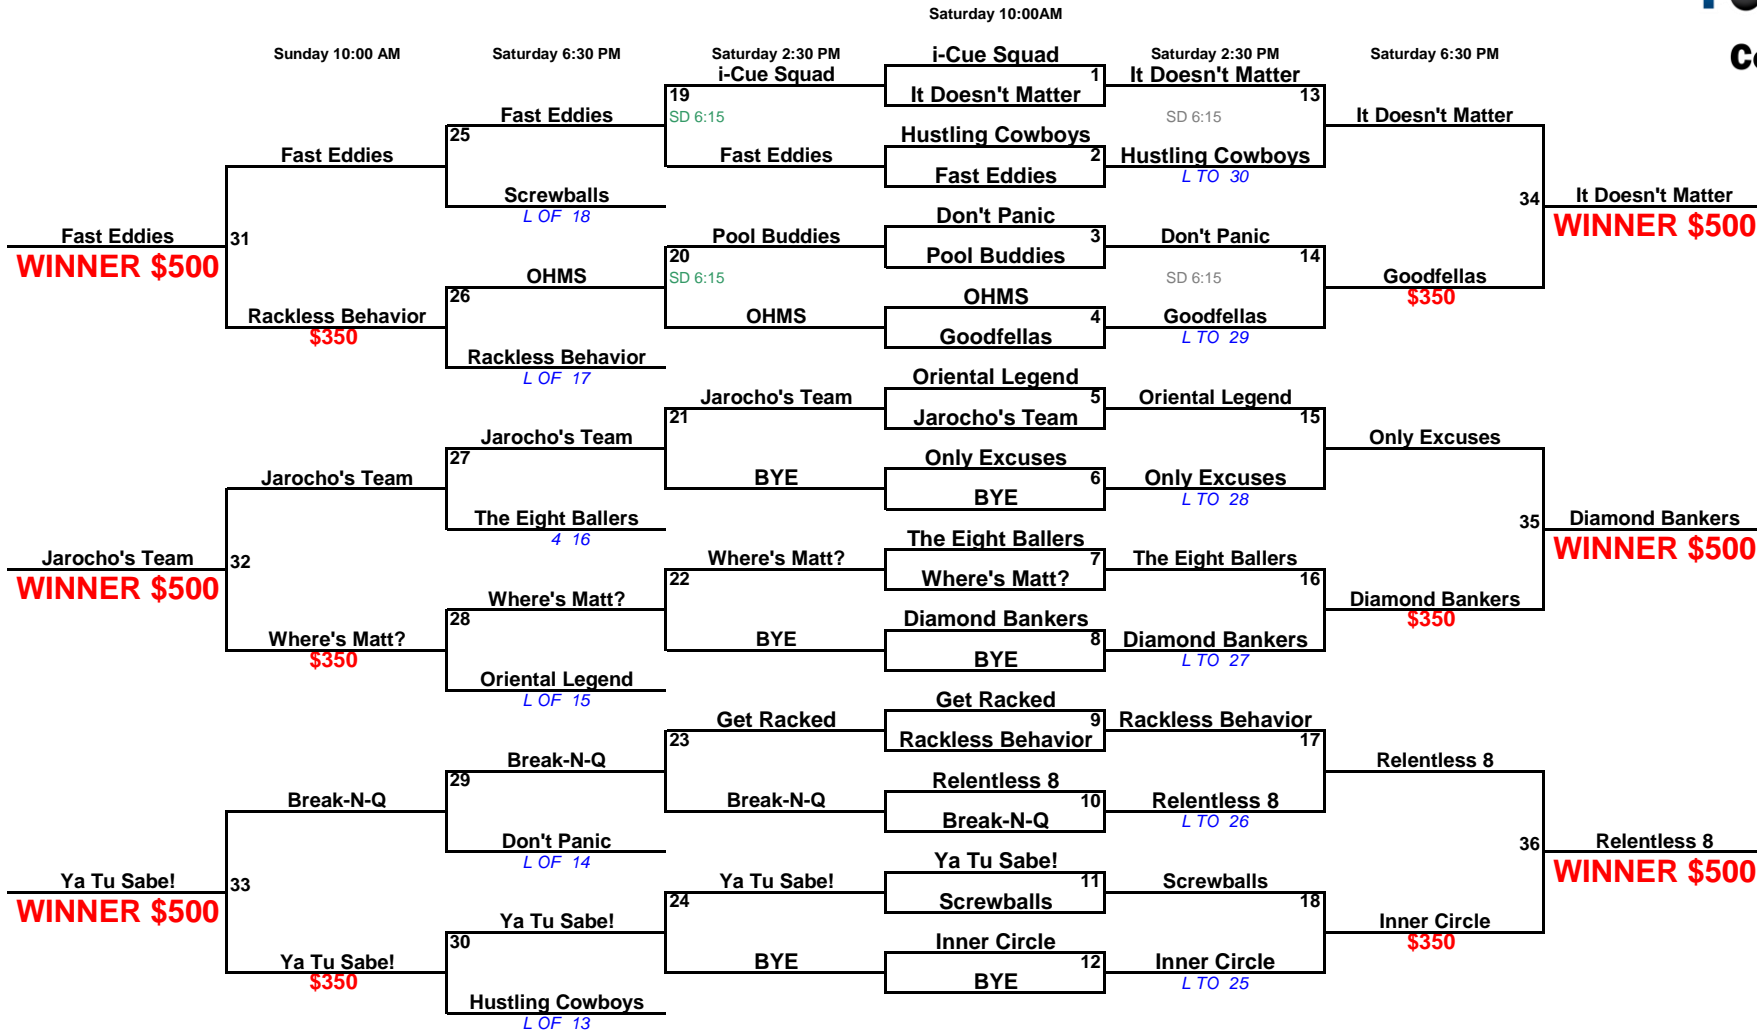 Saturday 10:00AM
Sunday 10:00 AM
Saturday 6:30 PM
Saturday 2:30 PM
Saturday 2:30 PM
Saturday 6:30 PM
Fast Eddies
WINNER $500
Jarocho's Team
WINNER $500
Ya Tu Sabe!
WINNER $500
Fast Eddies
31
Rackless Behavior
$350
Jarocho's Team
32
Where's Matt?
$350
Break-N-Q
33
Ya Tu Sabe!
$350
Fast Eddies
25
Screwballs
L OF 18
OHMS
26
Rackless Behavior
L OF 17
Jarocho's Team
27
The Eight Ballers
4 16
Where's Matt?
28
Oriental Legend
L OF 15
Break-N-Q
29
Don't Panic
L OF 14
Ya Tu Sabe!
30
Hustling Cowboys
L OF 13
i-Cue Squad
19
SD 6:15
Fast Eddies
Pool Buddies
20
SD 6:15
OHMS
Jarocho's Team
21
BYE
Where's Matt?
22
BYE
Get Racked
23
Break-N-Q
Ya Tu Sabe!
24
BYE
i-Cue Squad
1
It Doesn't Matter
Hustling Cowboys
2
Fast Eddies
Don't Panic
3
Pool Buddies
OHMS
4
Goodfellas
Oriental Legend
5
Jarocho's Team
Only Excuses
6
BYE
The Eight Ballers
7
Where's Matt?
Diamond Bankers
8
BYE
Get Racked
9
Rackless Behavior
Relentless 8
10
Break-N-Q
Ya Tu Sabe!
11
Screwballs
Inner Circle
12
BYE
It Doesn't Matter
13
SD 6:15
Hustling Cowboys
L TO 30
Don't Panic
14
SD 6:15
Goodfellas
L TO 29
Oriental Legend
15
Only Excuses
L TO 28
The Eight Ballers
16
Diamond Bankers
L TO 27
Rackless Behavior
17
Relentless 8
L TO 26
Screwballs
18
Inner Circle
L TO 25
It Doesn't Matter
34
Goodfellas
$350
Only Excuses
35
Diamond Bankers
$350
Relentless 8
36
Inner Circle
$350
It Doesn't Matter
WINNER $500
Diamond Bankers
WINNER $500
Relentless 8
WINNER $500